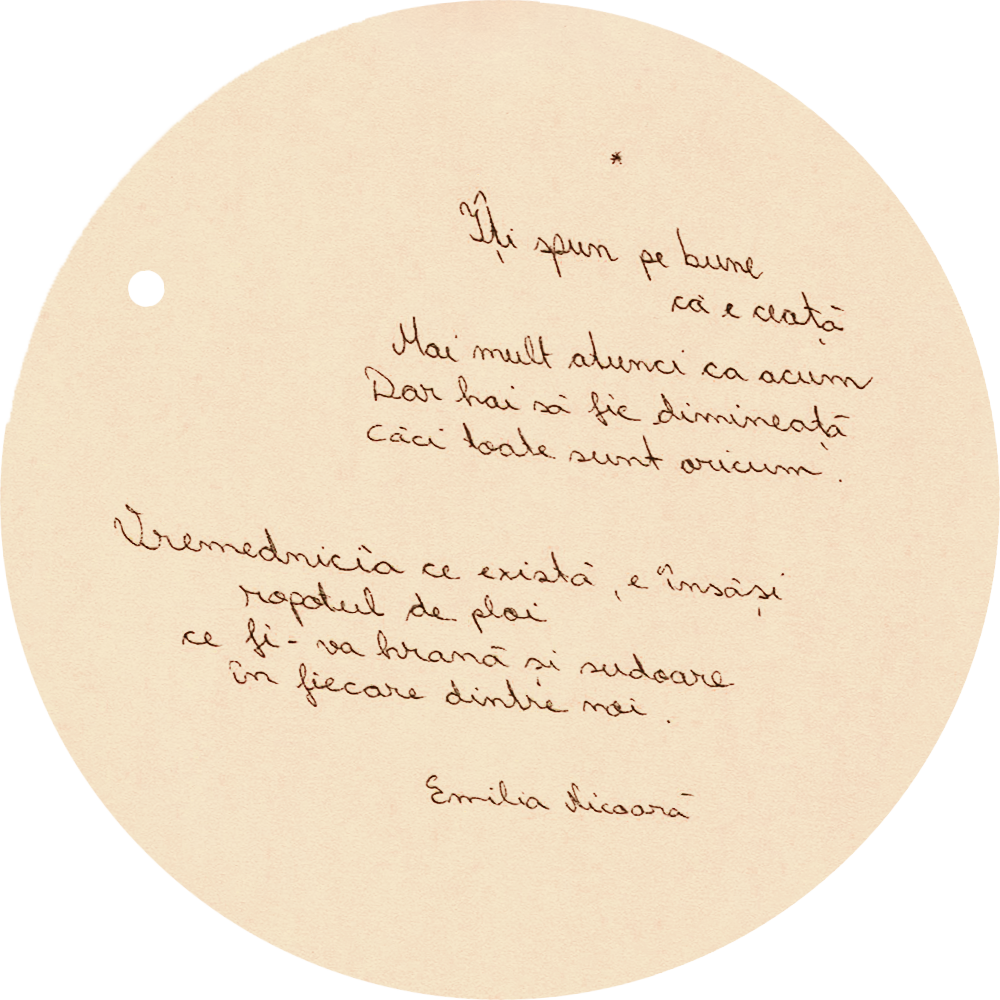 *
Îți spun pe bune
că e ceață
Mai mult atunci ca acum
Dar hai să fie dimineață
căci toate sunt oricum.
Vremednicia ce există, e însăși
ropotul de ploi
ce fi-va hrană și sudoare
în fiecare dintre noi.
Emilia Nicoară